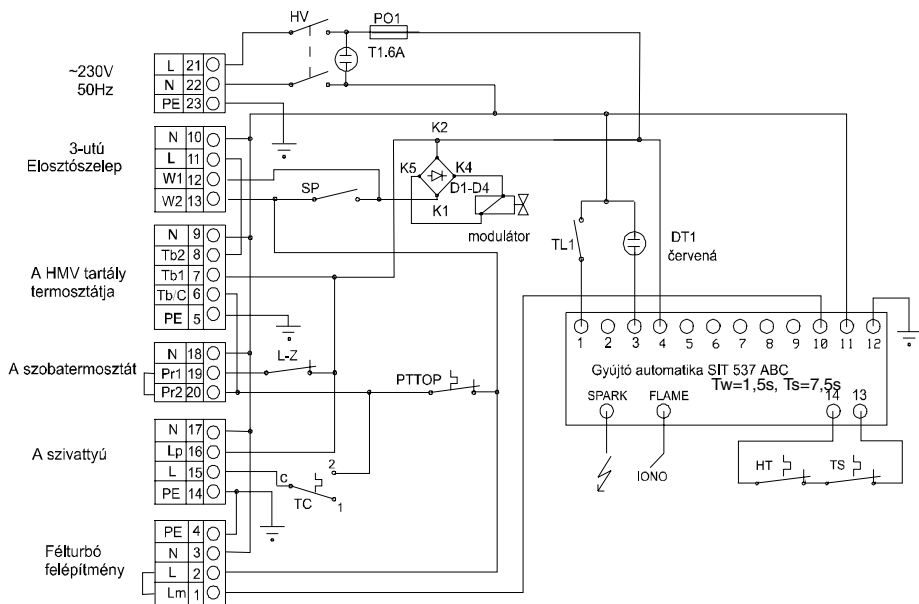 HV
PO1
T1.6A
~230V
50Hz
L 21
N 22
PE 23
3-utú
Elosztószelep
N 10
L 11
W1 12
W2 13
SP
K2
K5
K4
D1-D4
K1
modulátor
TL1
DT1
červená
A HMV tartály
termosztátja
N 9
Tb2 8
Tb1 7
Tb/C 6
PE 5
A szobatermosztát
N 18
Pr1 19
Pr2 20
L-Z
PTTOP
1 2 3 4 5 6 7 8 9 10 11 12
Gyújtó automatika SIT 537 ABC
Tw=1,5s, Ts=7,5s
SPARK
FLAME
14 13
IONO
HT
TS
A szivattyú
N 17
Lp 16
L 15
PE 14
C
2
TC
1
Félturbó
felépítmény
PE 4
N 3
L 2
Lm 1